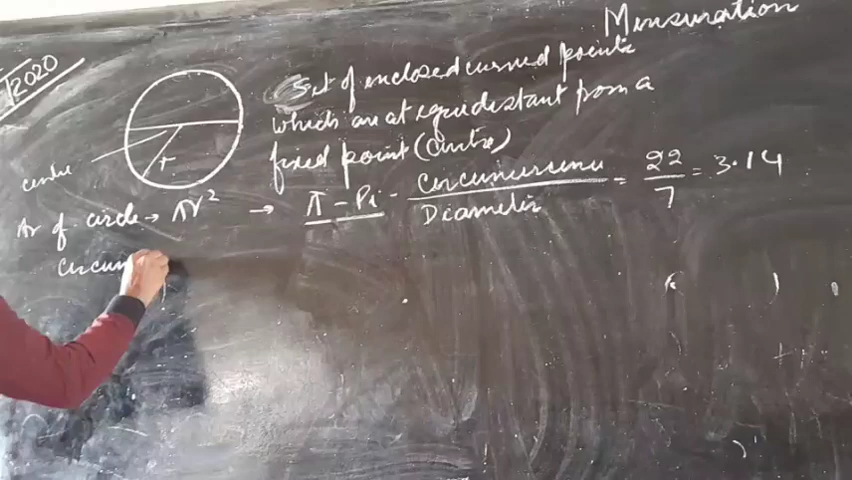 Mensuration
2020
Set of enclosed curved points
which are at equidistant from a
fixed point (centre)
centre
r
Ar of circle → πr² → π - Pi - Circumference / Diameter = 22/7 = 3.14
Circum